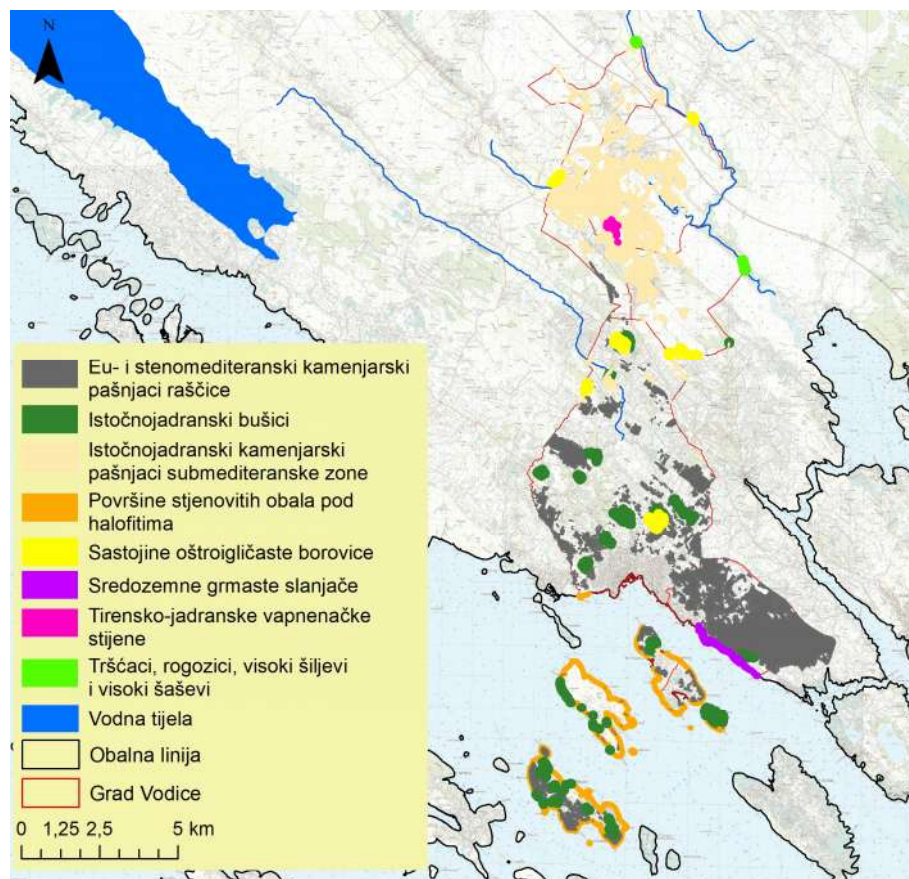 N
Eu- i stenomediteranski kamenjarski
pašnjaci raščice
Istočnojadranski bušici
Istočnojadranski kamenjarski
pašnjaci submediteranske zone
Površine stjenovitih obala pod
halofitima
Sastojine oštroigličaste borovice
Sredozemne grmaste slanjače
Tirensko-jadranske vapnenačke
stijene
Tršćaci, rogozici, visoki šiljevi
i visoki šaševi
Vodna tijela
Obalna linija
Grad Vodice
0 1,25 2,5 5 km